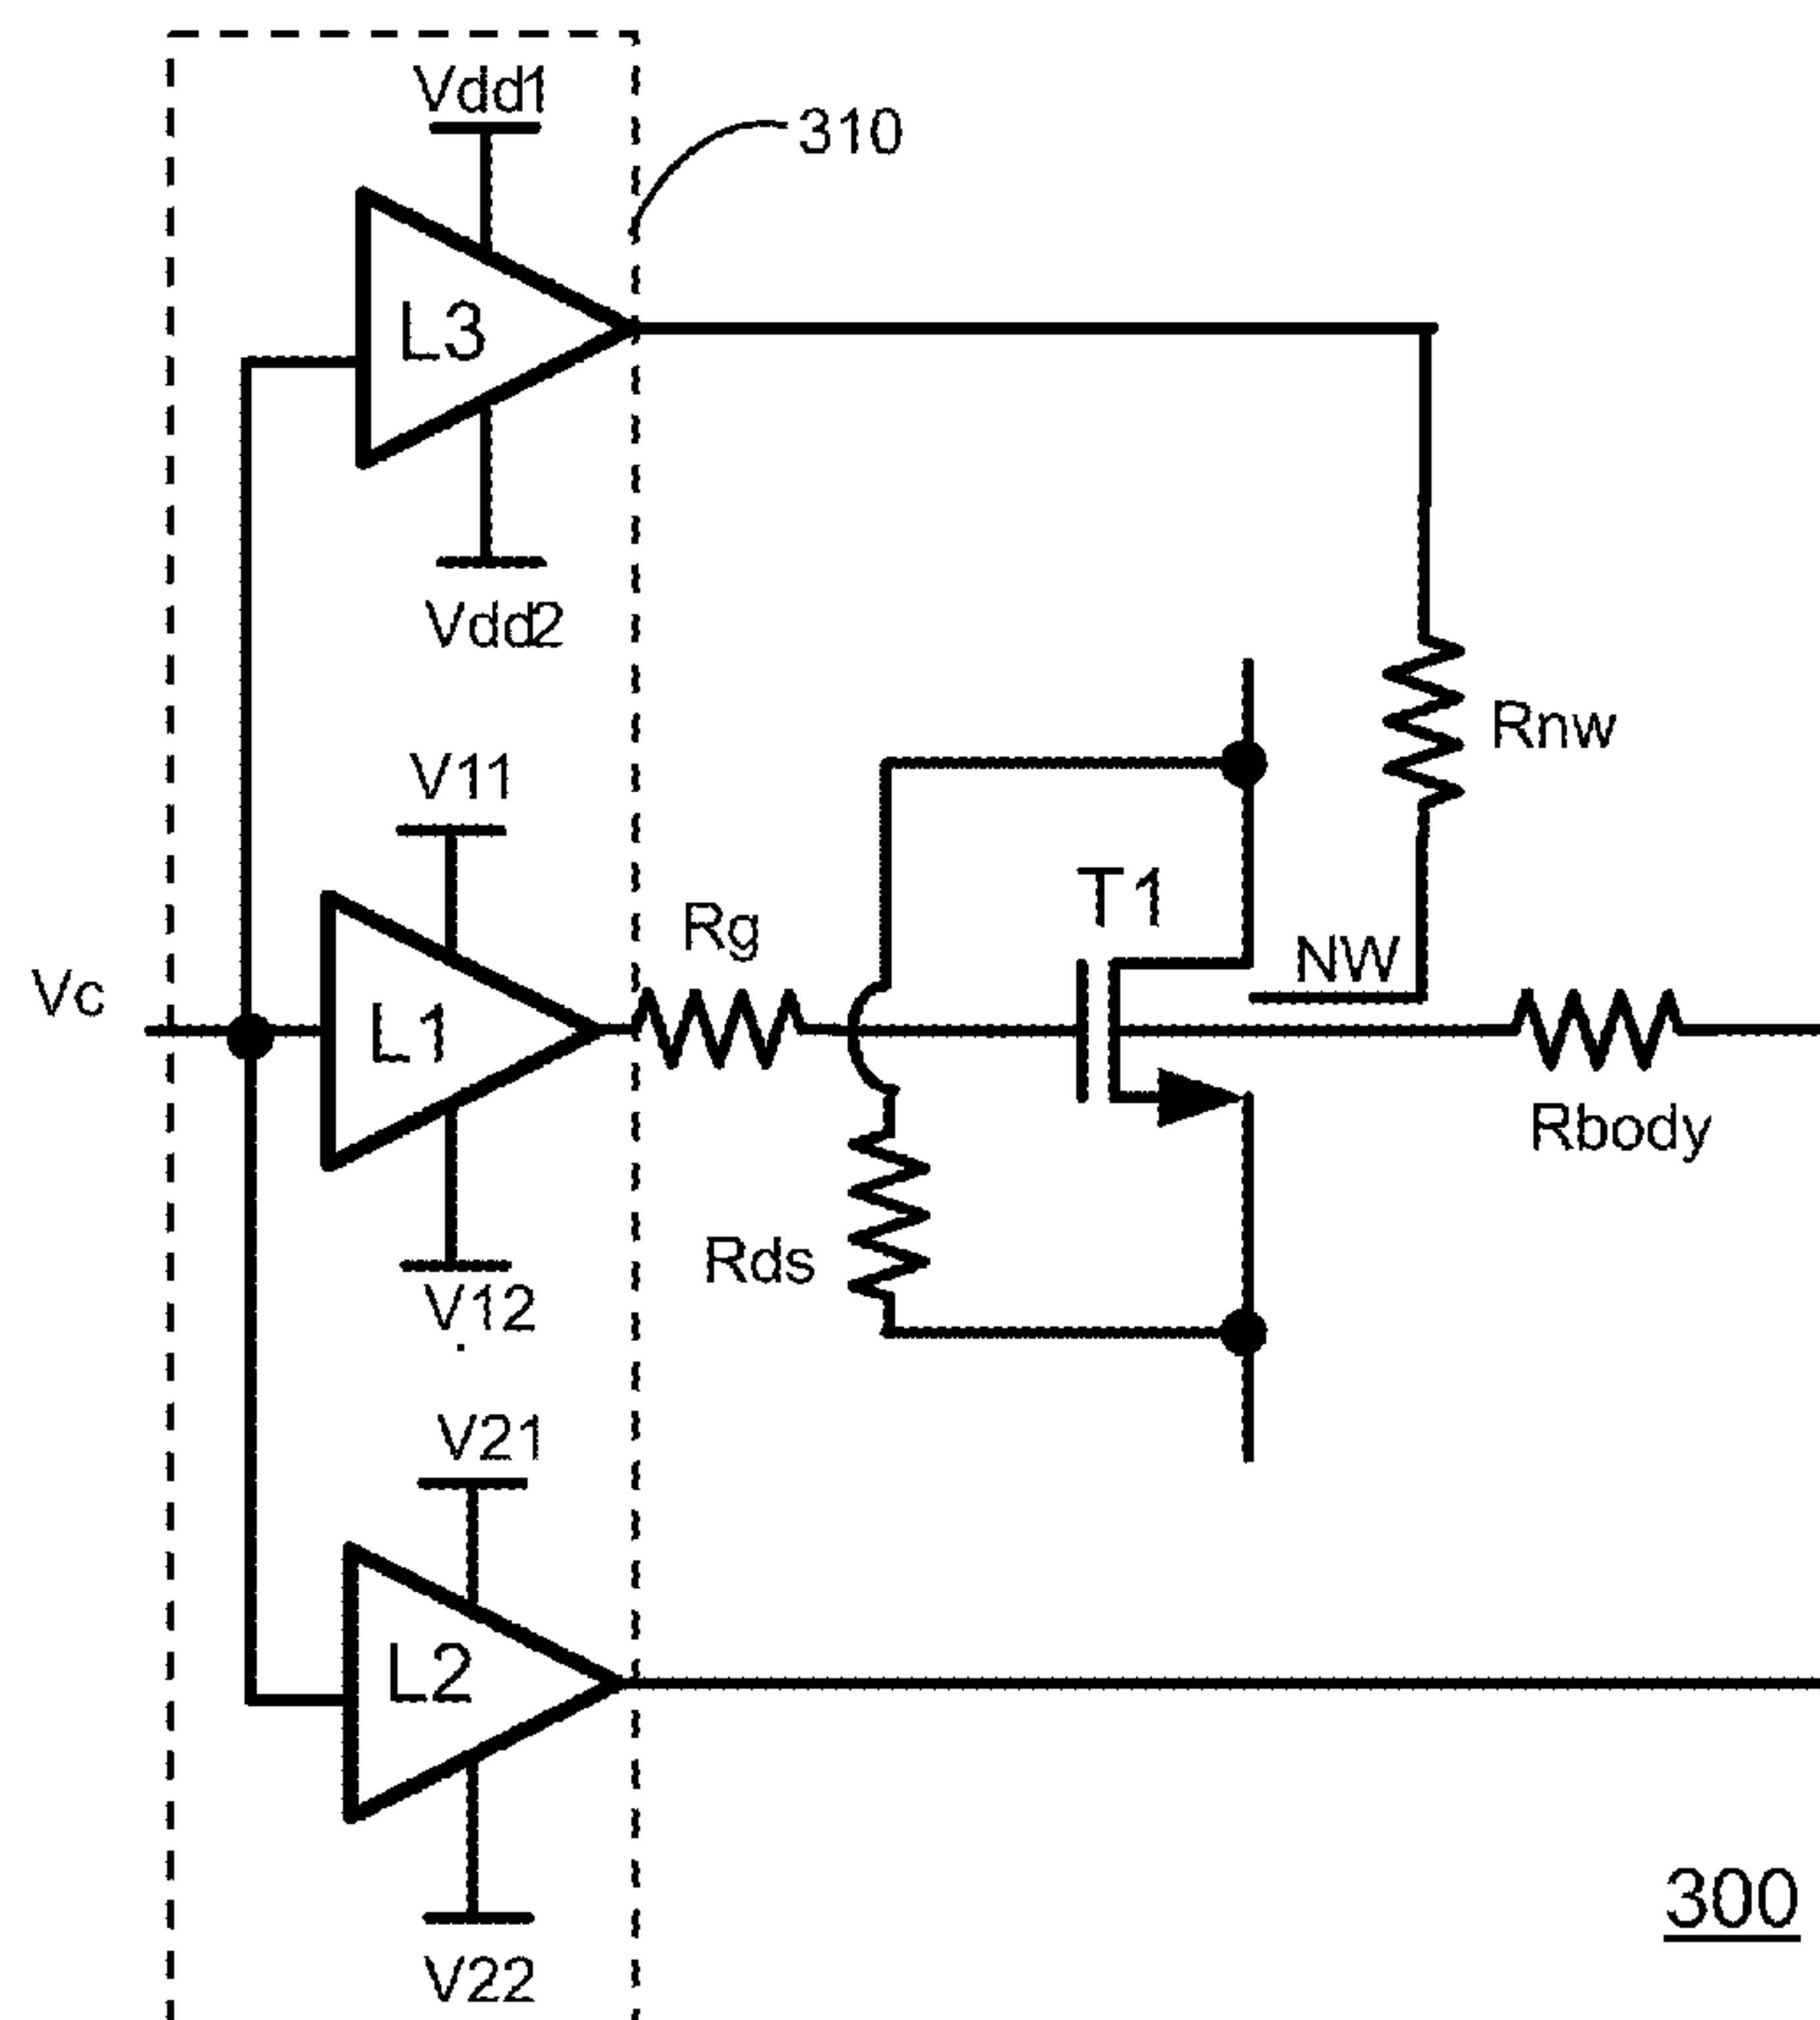 Vdd1
310
L3
Vdd2
Rnw
V11
T1
Rg
NW
Vc
L1
Rbody
Rds
V12
V21
L2
300
V22